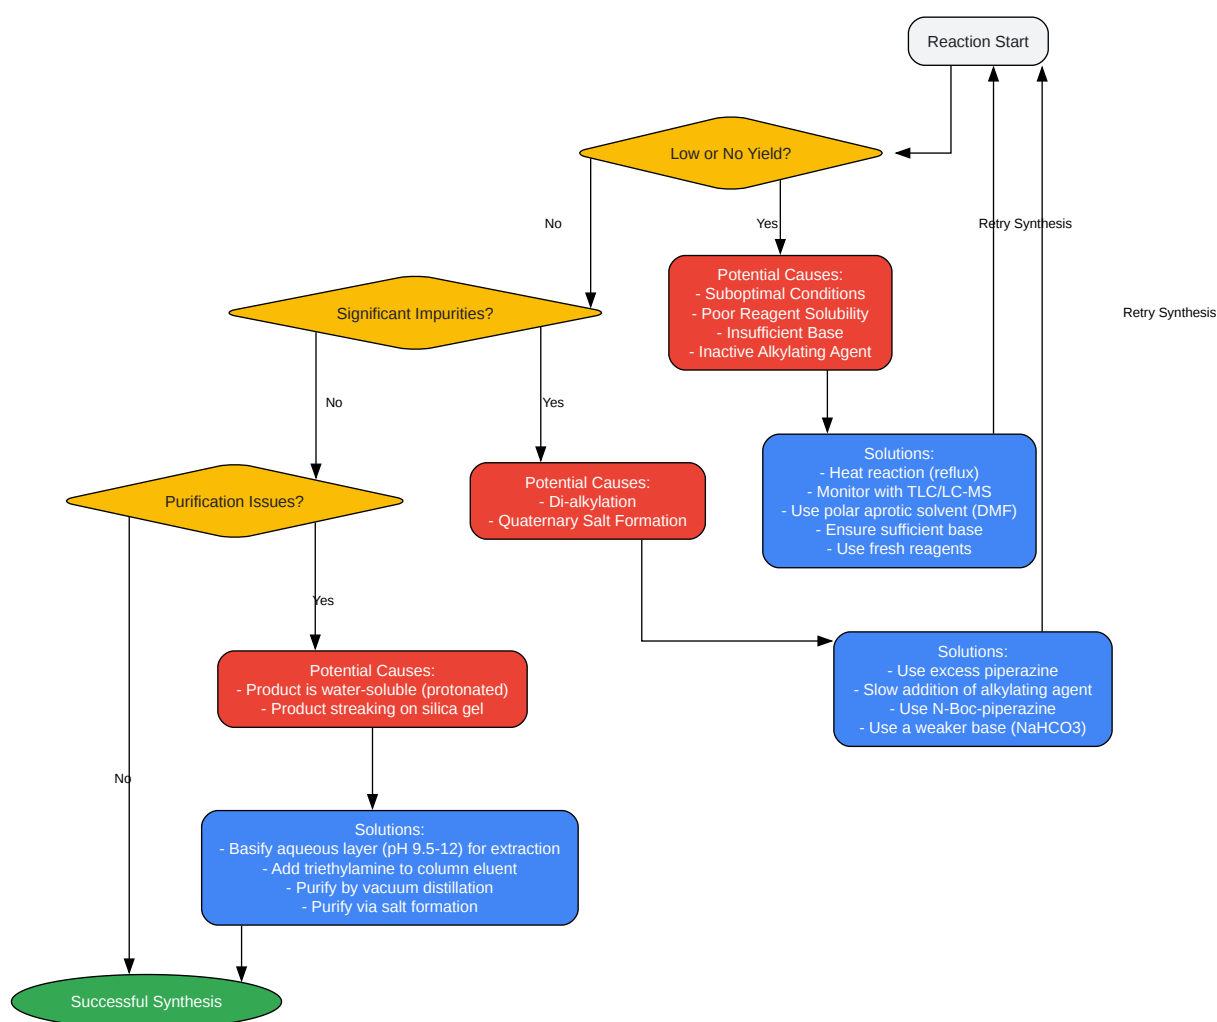 Reaction Start
Low or No Yield?
No
Yes
Retry Synthesis
Potential Causes:
- Suboptimal Conditions
- Poor Reagent Solubility
- Insufficient Base
- Inactive Alkylating Agent
Significant Impurities?
Retry Synthesis
No
Yes
Solutions:
- Heat reaction (reflux)
- Monitor with TLC/LC-MS
- Use polar aprotic solvent (DMF)
- Ensure sufficient base
- Use fresh reagents
Potential Causes:
- Di-alkylation
- Quaternary Salt Formation
Purification Issues?
Yes
Solutions:
- Use excess piperazine
- Slow addition of alkylating agent
- Use N-Boc-piperazine
- Use a weaker base (NaHCO3)
Potential Causes:
- Product is water-soluble (protonated)
- Product streaking on silica gel
No
Solutions:
- Basify aqueous layer (pH 9.5-12) for extraction
- Add triethylamine to column eluent
- Purify by vacuum distillation
- Purify via salt formation
Successful Synthesis